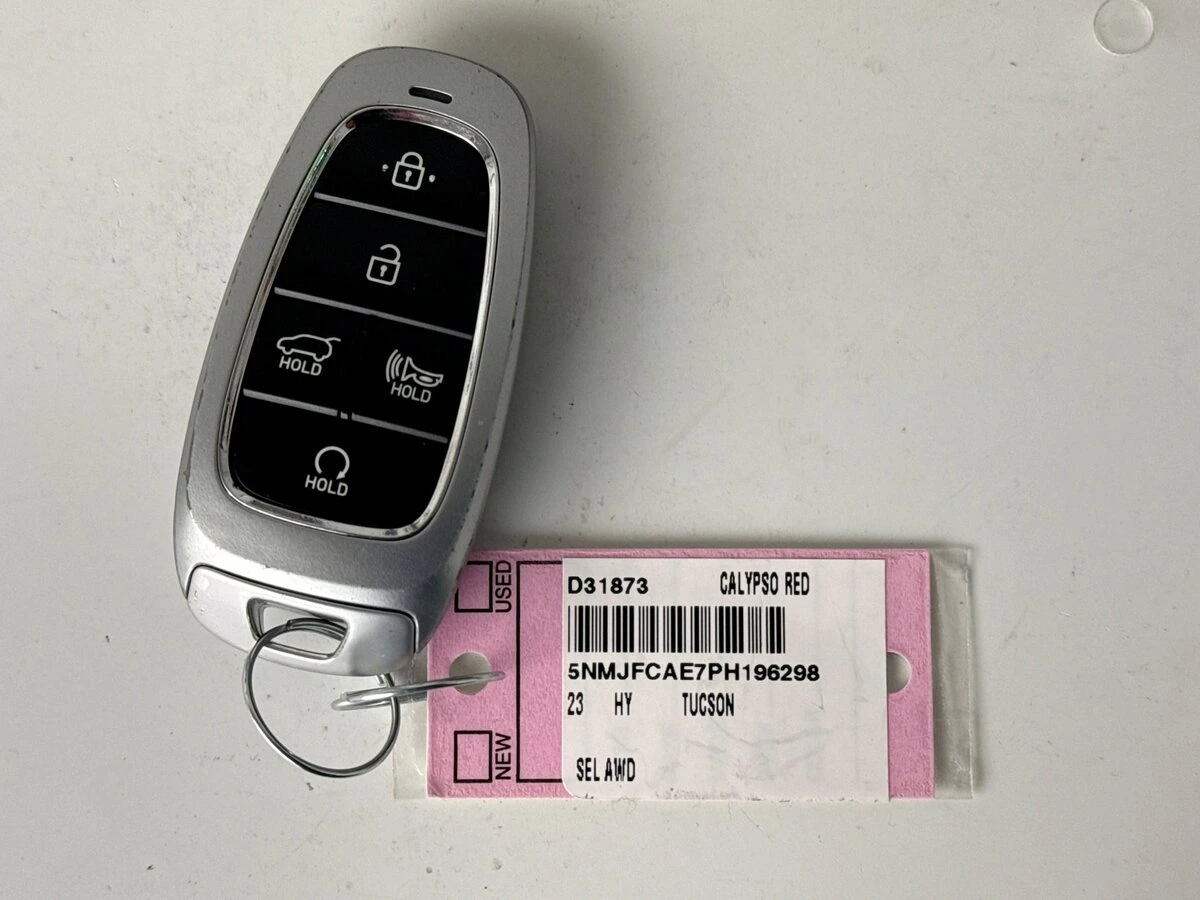 HOLD
HOLD
HOLD
USED
NEW
D31873 CALYPSO RED
5NMJFCAE7PH196298
23 HY TUCSON
SEL AWD